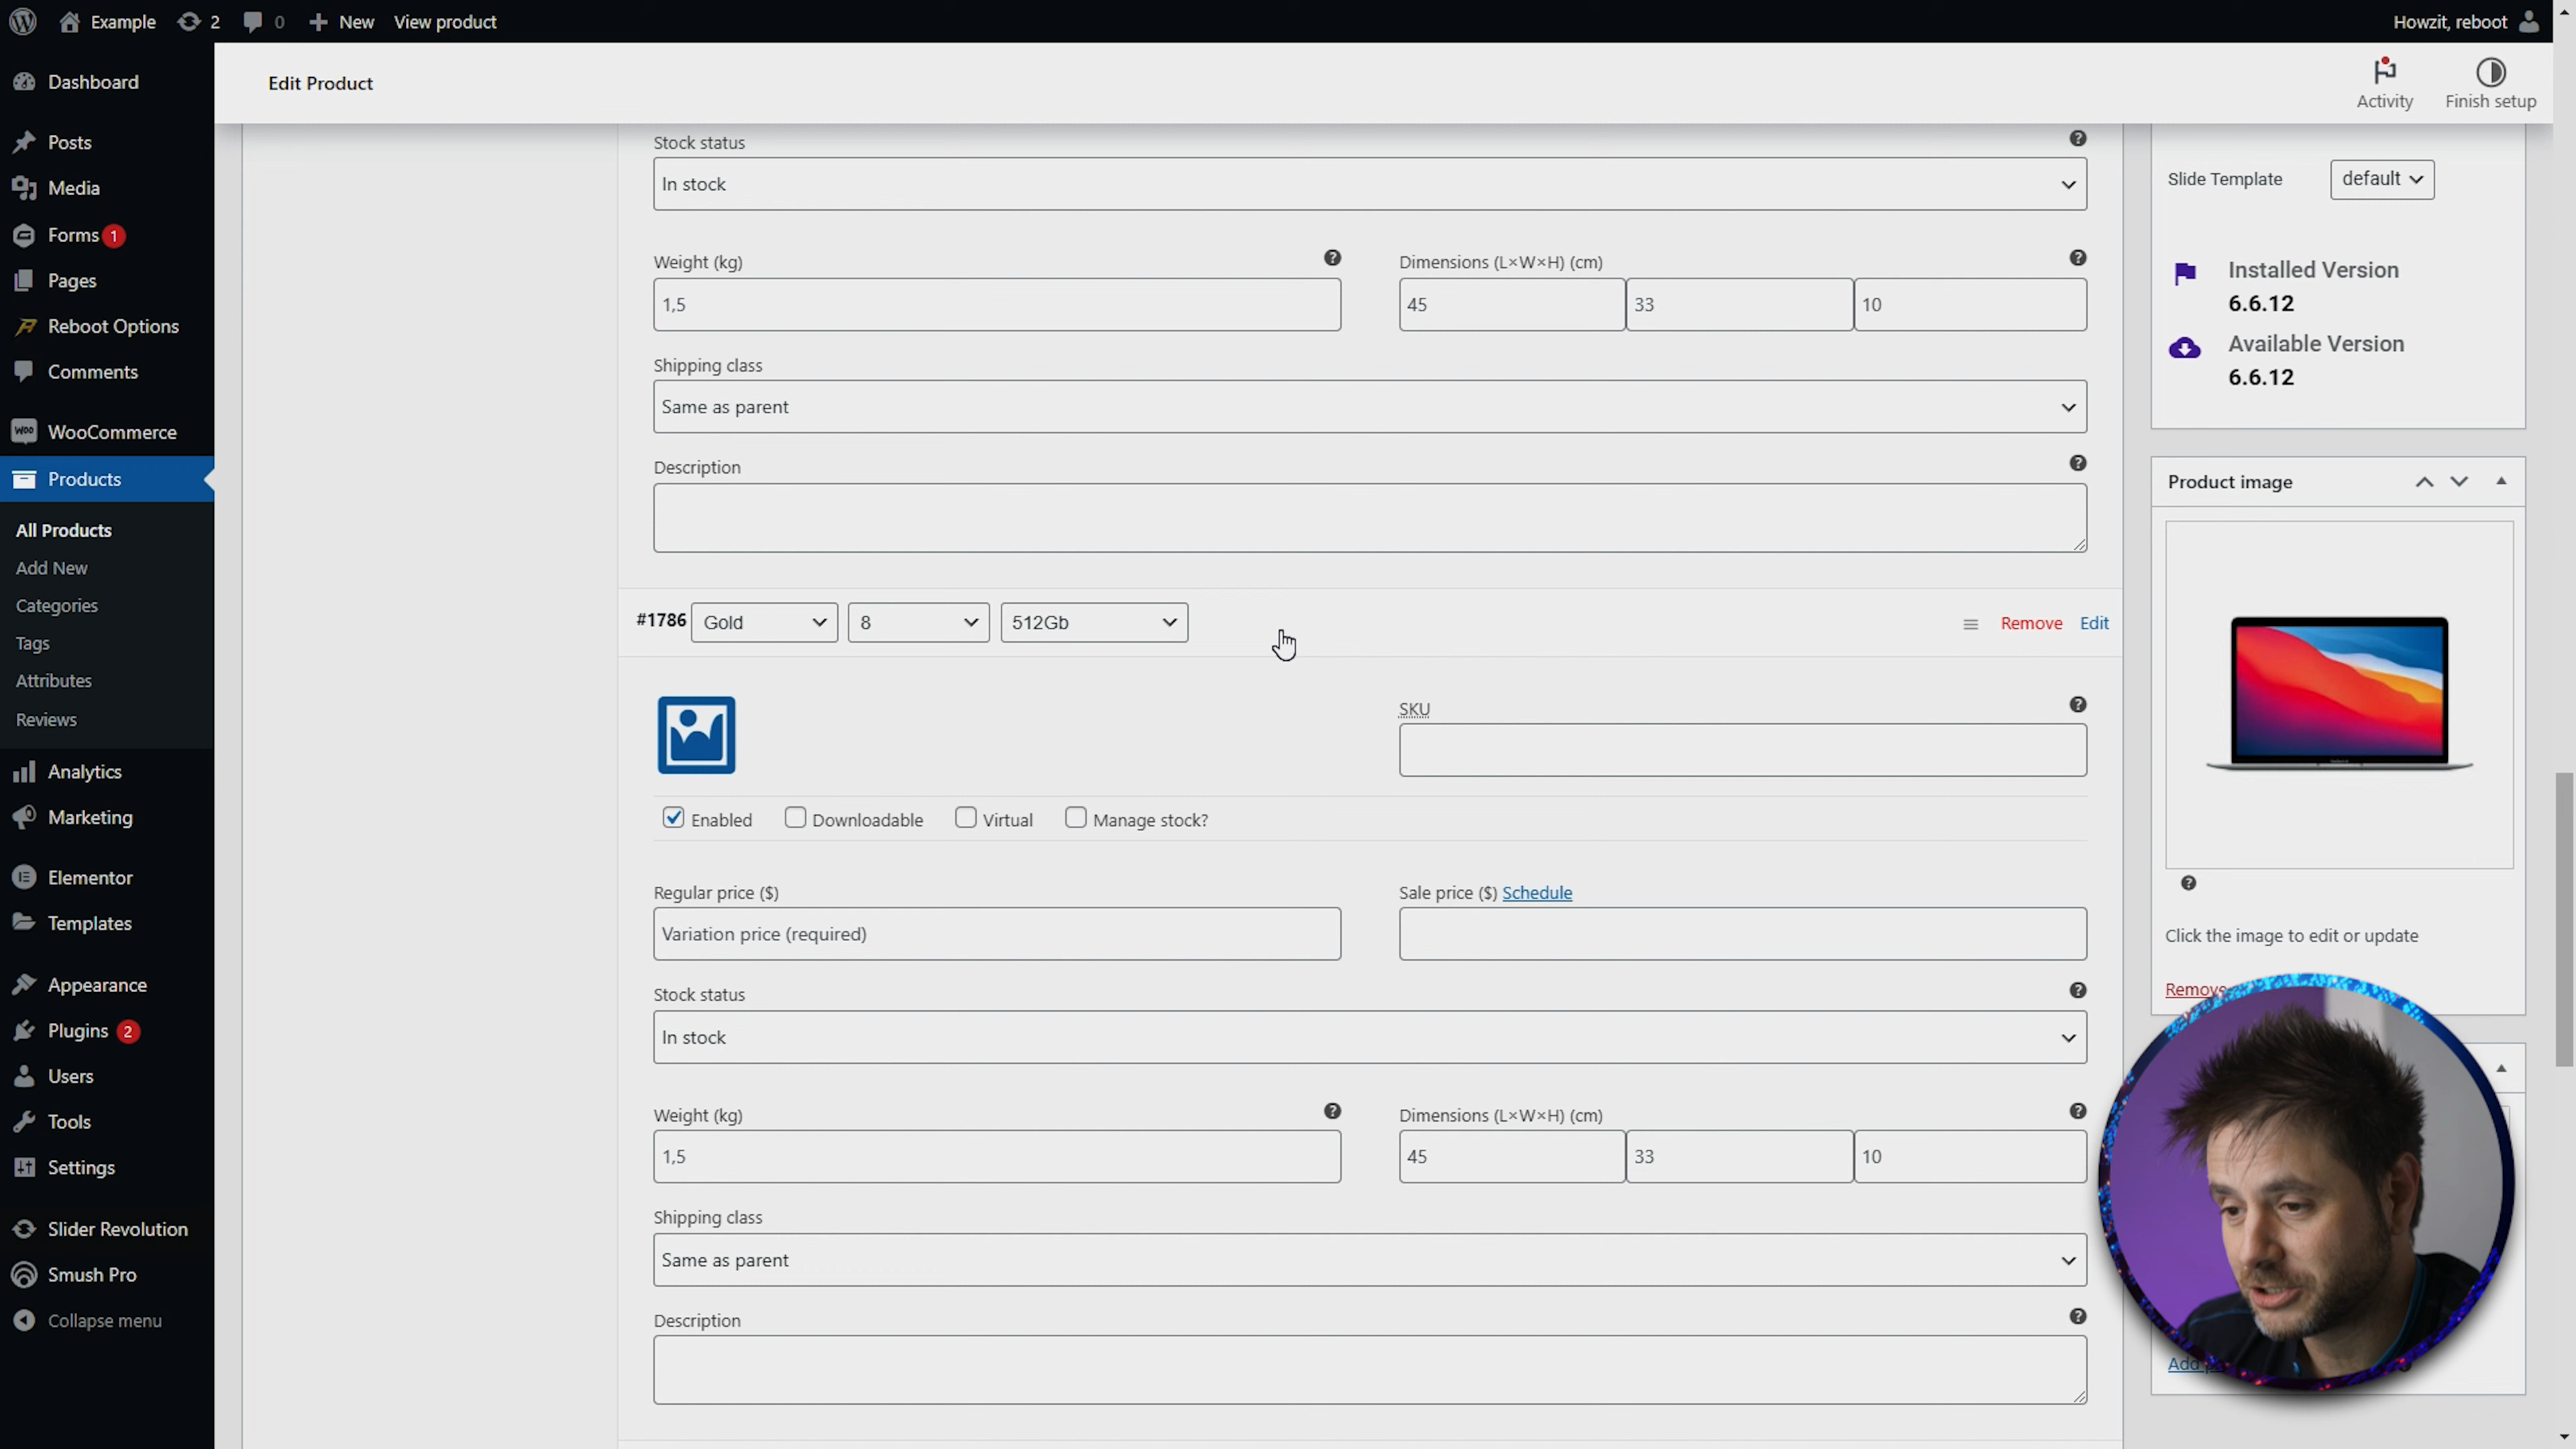 Example 2 0 New View product Howzit, reboot
Edit Product
Activity
Finish setup
Dashboard
Posts
Media
Forms 1
Pages
Reboot Options
Comments
WooCommerce
Products
All Products
Add New
Categories
Tags
Attributes
Reviews
Analytics
Marketing
Elementor
Templates
Appearance
Plugins 2
Users
Tools
Settings
Slider Revolution
Smush Pro
Collapse menu
Stock status
In stock
Weight (kg) Dimensions (L×W×H) (cm)
1,5 45 33 10
Shipping class
Same as parent
Description
#1786 Gold 8 512Gb Remove Edit
SKU
Enabled Downloadable Virtual Manage stock?
Regular price ($) Sale price ($) Schedule
Variation price (required)
Stock status
In stock
Weight (kg) Dimensions (L×W×H) (cm)
1,5 45 33 10
Shipping class
Same as parent
Description
Slide Template default
Installed Version
6.6.12
Available Version
6.6.12
Product image
Click the image to edit or update
Remove
Add